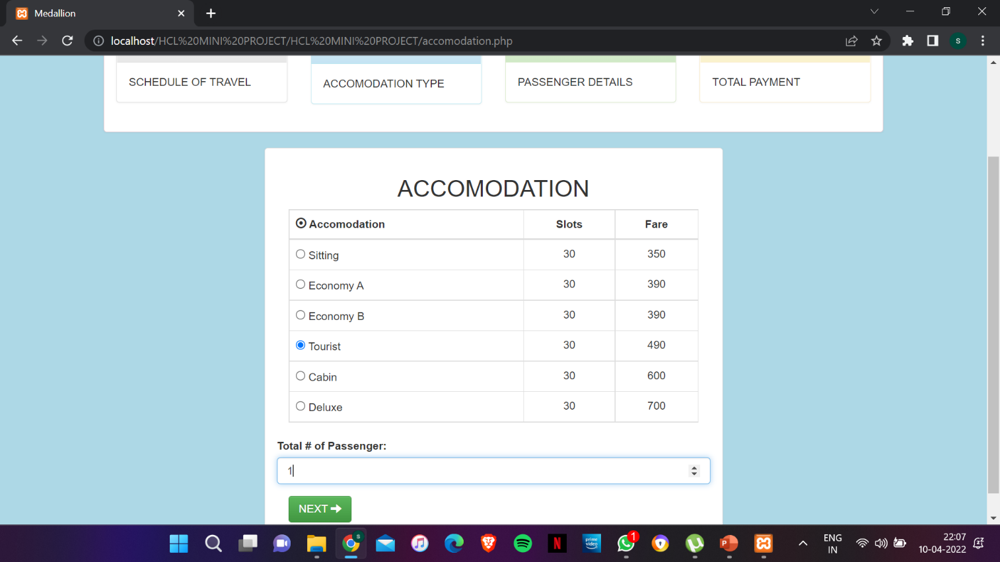 Medallion
localhost/HCL%20MINI%20PROJECT/HCL%20MINI%20PROJECT/accomodation.php
S
SCHEDULE OF TRAVEL
ACCOMODATION TYPE
PASSENGER DETAILS
TOTAL PAYMENT
ACCOMODATION
Accomodation Slots Fare
Sitting 30 350
Economy A 30 390
Economy B 30 390
Tourist 30 490
Cabin 30 600
Deluxe 30 700
Total # of Passenger:
1
NEXT
S
N
prime video
1
P
ENG
IN
22:07
10-04-2022